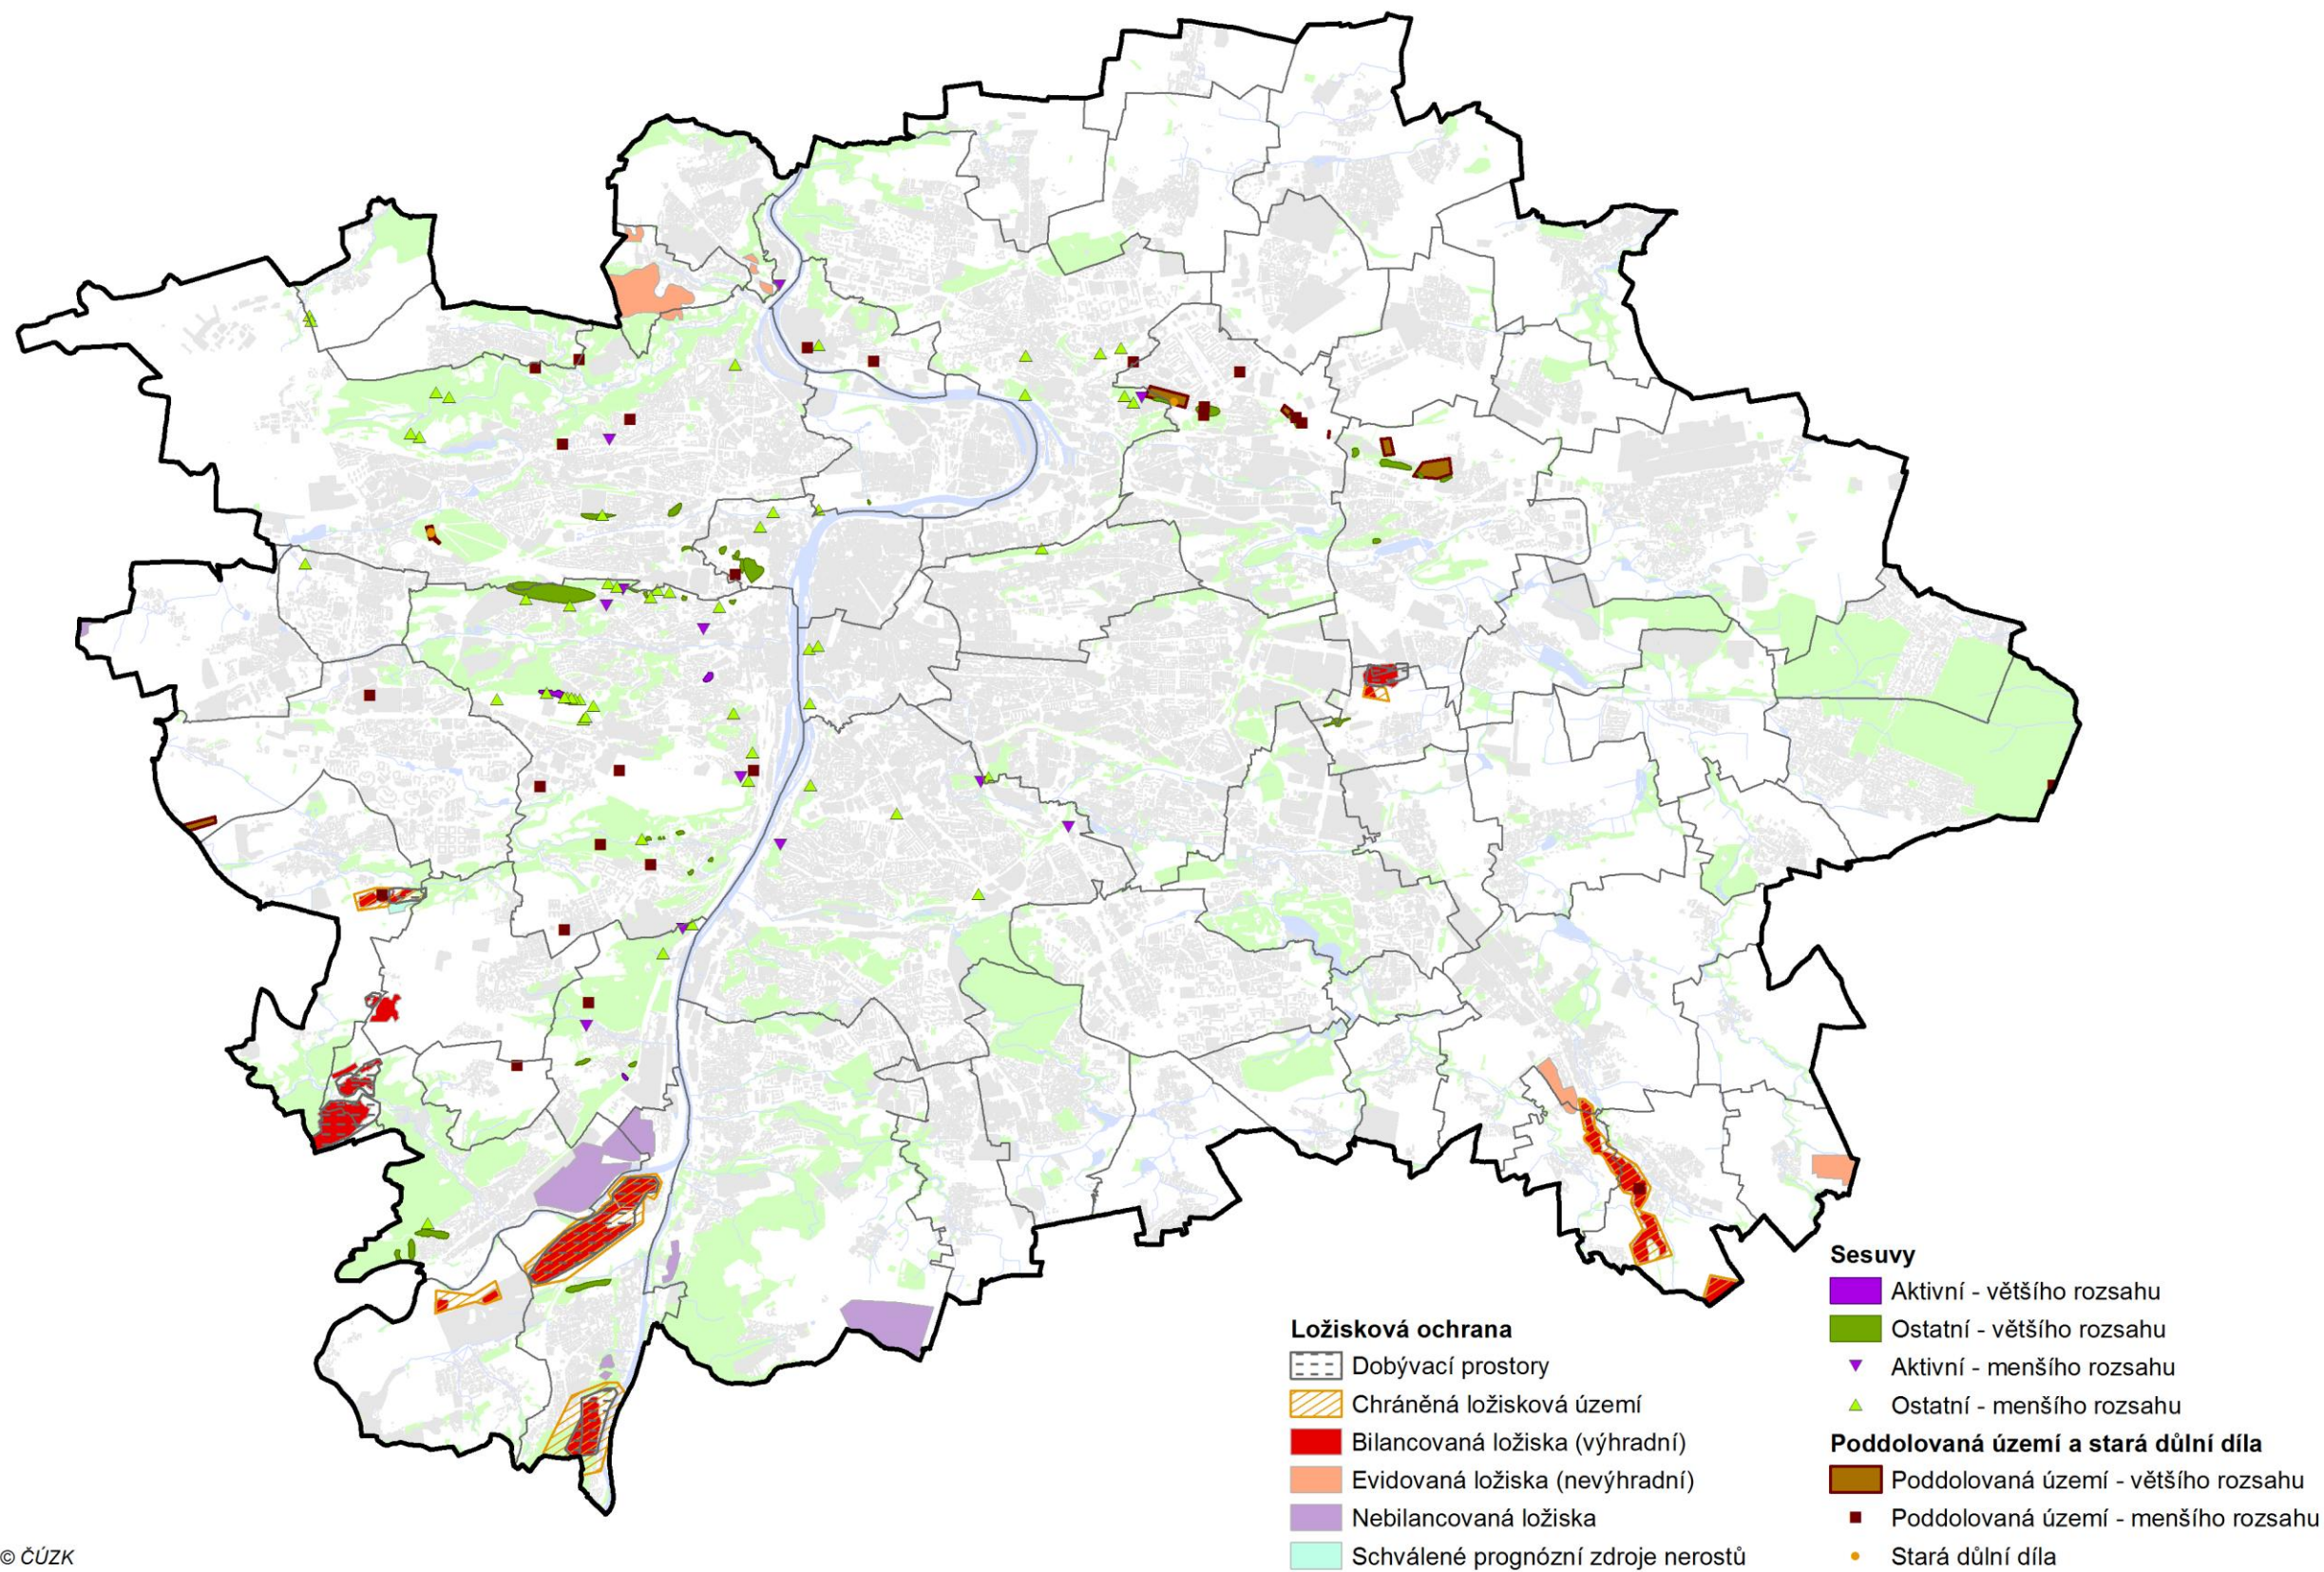 Ložisková ochrana
Dobývací prostory
Chráněná ložisková území
Bilancovaná ložiska (výhradní)
Evidovaná ložiska (nevýhradní)
Nebilancovaná ložiska
Schválené prognózní zdroje nerostů
Sesuvy
Aktivní - většího rozsahu
Ostatní - většího rozsahu
Aktivní - menšího rozsahu
Ostatní - menšího rozsahu
Poddolovaná území a stará důlní díla
Poddolovaná území - většího rozsahu
Poddolovaná území - menšího rozsahu
Stará důlní díla
© ČÚZK